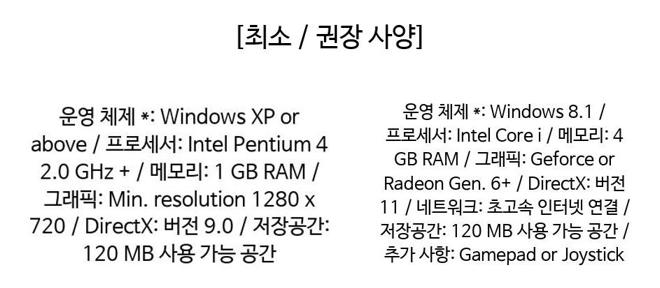 [최소 / 권장 사양]
운영 체제 *: Windows XP or
above / 프로세서: Intel Pentium 4
2.0 GHz + / 메모리: 1 GB RAM /
그래픽: Min. resolution 1280 x
720 / DirectX: 버전 9.0 / 저장공간:
120 MB 사용 가능 공간
운영 체제 *: Windows 8.1 /
프로세서: Intel Core i / 메모리: 4
GB RAM / 그래픽: Geforce or
Radeon Gen. 6+ / DirectX: 버전
11 / 네트워크: 초고속 인터넷 연결 /
저장공간: 120 MB 사용 가능 공간 /
추가 사항: Gamepad or Joystick